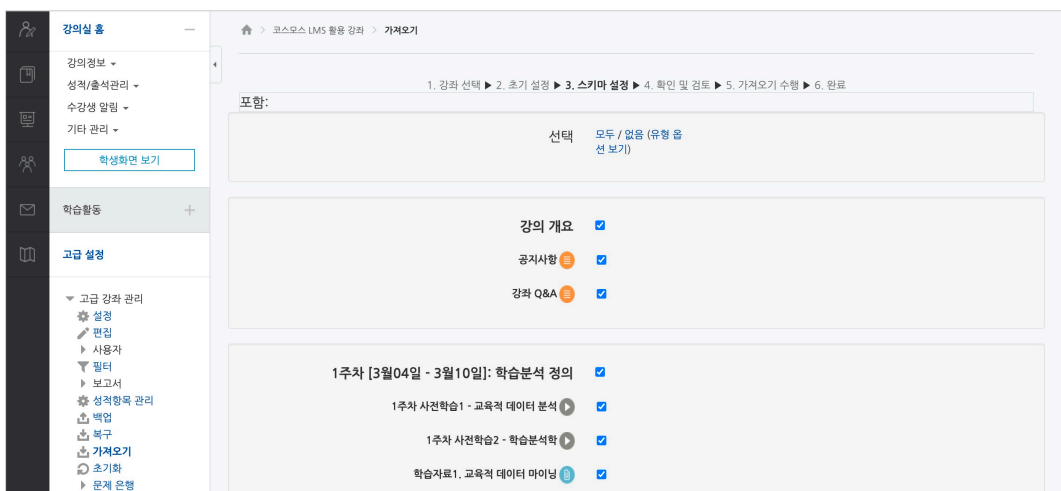 강의실 홈
강의정보
성적/출석관리
수강생 알림
기타 관리
학생화면 보기
학습활동
고급 설정
고급 강좌 관리
설정
편집
사용자
필터
보고서
성적항목 관리
백업
복구
가져오기
초기화
문제 은행
코스모스 LMS 활용 강좌 > 가져오기
1. 강좌 선택 ▶ 2. 초기 설정 ▶ 3. 스키마 설정 ▶ 4. 확인 및 검토 ▶ 5. 가져오기 수행 ▶ 6. 완료
포함:
선택 모두 / 없음 (유형 옵
션 보기)
강의 개요
공지사항
강좌 Q&A
1주차 [3월04일 - 3월10일]: 학습분석 정의
1주차 사전학습1 - 교육적 데이터 분석
1주차 사전학습2 - 학습분석학
학습자료1. 교육적 데이터 마이닝